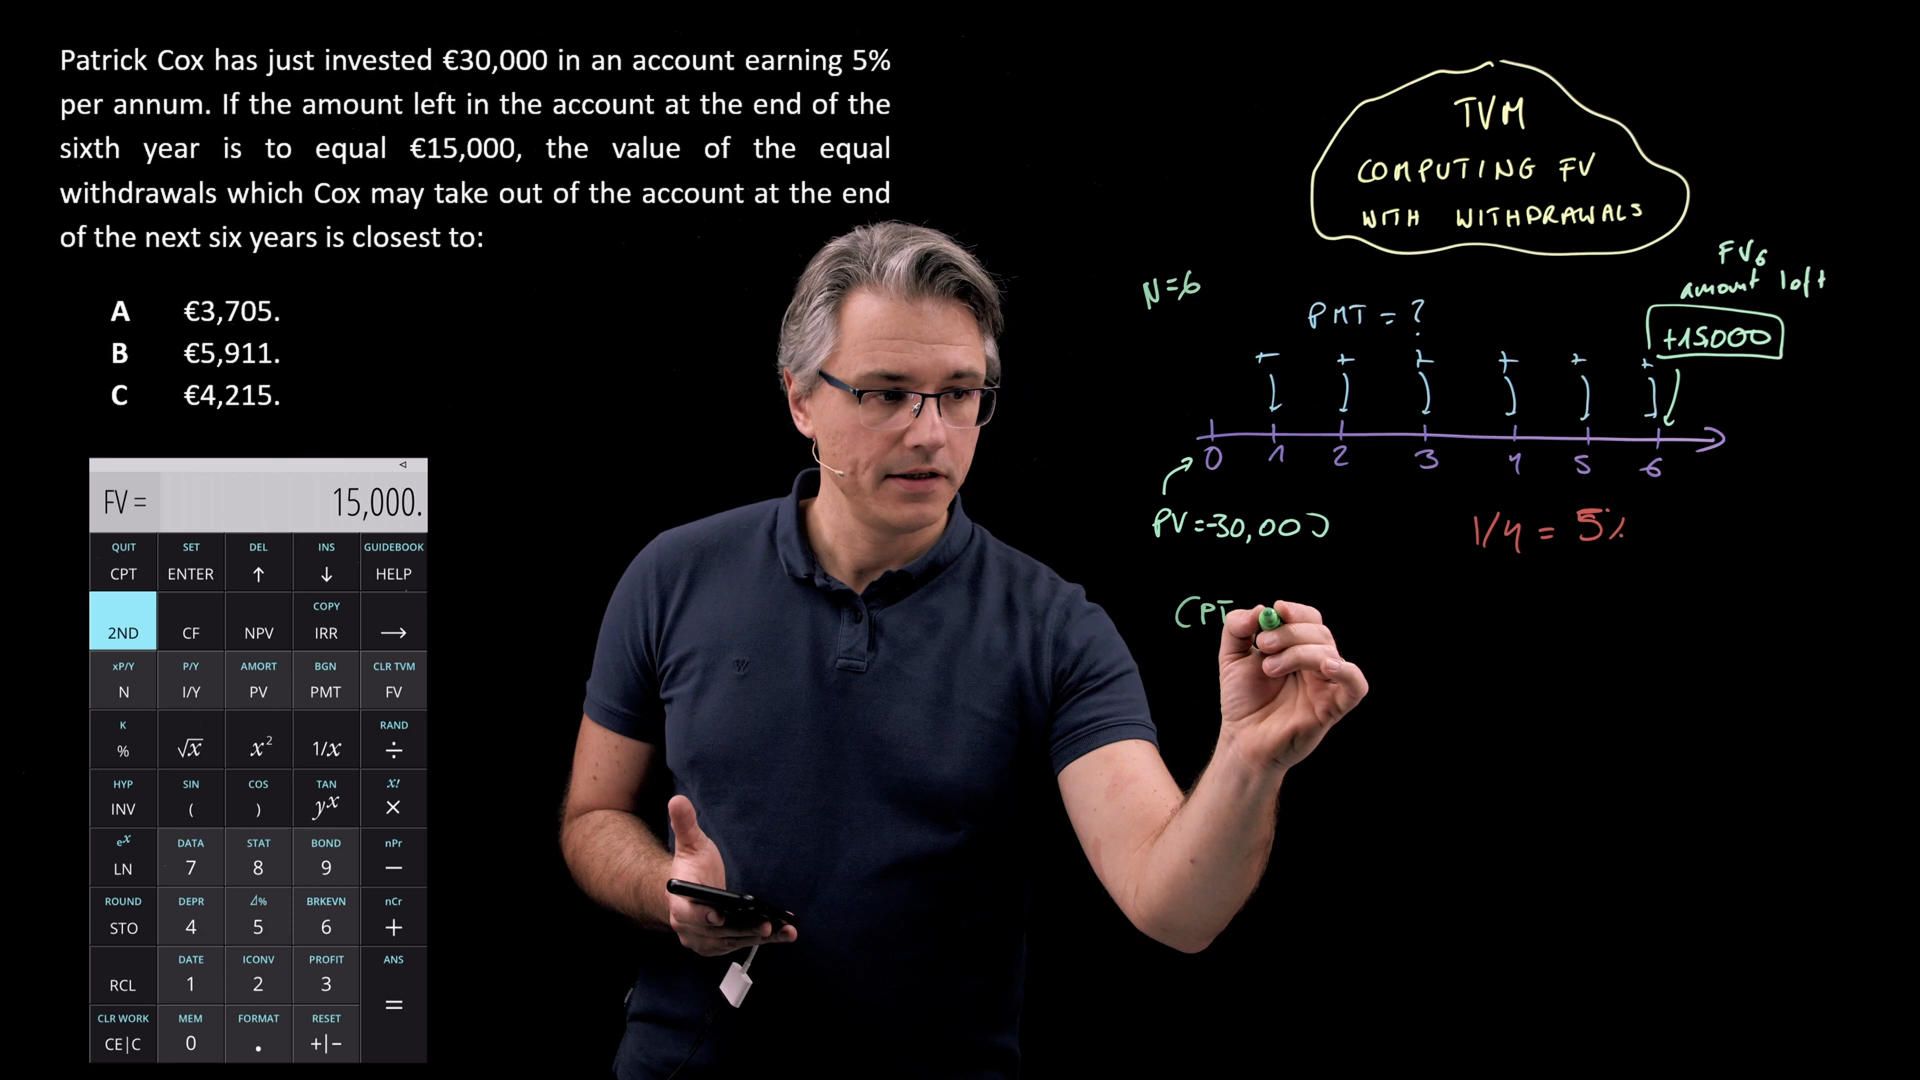 Patrick Cox has just invested €30,000 in an account earning 5%
per annum. If the amount left in the account at the end of the
sixth year is to equal €15,000, the value of the equal
withdrawals which Cox may take out of the account at the end
of the next six years is closest to:
A €3,705.
B €5,911.
C €4,215.
TVM
COMPUTING FV
WITH WITHDRAWALS
N=6
PMT = ?
FV6
amount left
+15000
+ + + + + +
0 1 2 3 4 5 6
PV=-30,000
I/Y = 5%
CPT
FV = 15,000.
QUIT SET DEL INS GUIDEBOOK
CPT ENTER ↑ ↓ HELP
COPY
2ND CF NPV IRR →
xP/Y P/Y AMORT BGN CLR TVM
N I/Y PV PMT FV
K RAND
% √x x² 1/x ÷
HYP SIN COS TAN x!
INV ( ) yˣ ×
eˣ DATA STAT BOND nPr
LN 7 8 9 −
ROUND DEPR Δ% BRKEVN nCr
STO 4 5 6 +
DATE ICONV PROFIT ANS
RCL 1 2 3 =
CLR WORK MEM FORMAT RESET
CE|C 0 . +|−